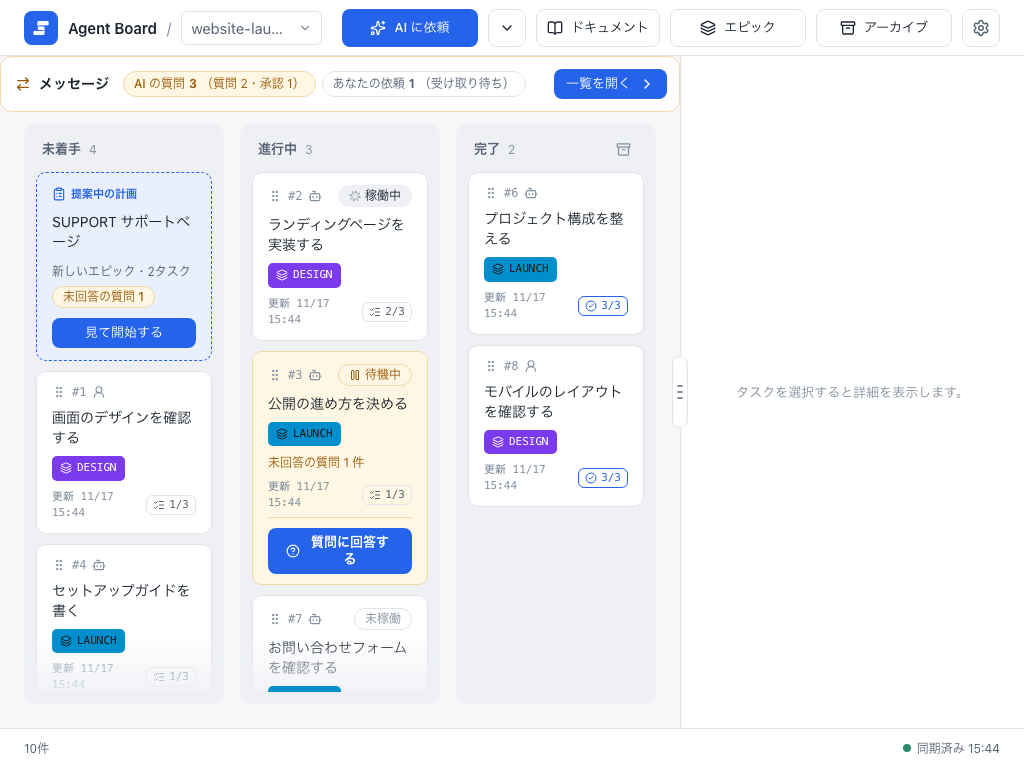 Agent Board / website-lau... AI に依頼 ドキュメント エピック アーカイブ
メッセージ AI の質問 3 （質問 2・承認 1） あなたの依頼 1 （受け取り待ち） 一覧を開く
未着手 4
提案中の計画
SUPPORT サポートペ
ージ
新しいエピック・2タスク
未回答の質問 1
見て開始する
#1
画面のデザインを確認
する
DESIGN
更新 11/17
15:44
1/3
#4
セットアップガイドを
書く
LAUNCH
更新 11/17
15:44
1/3
進行中 3
#2 稼働中
ランディングページを
実装する
DESIGN
更新 11/17
15:44
2/3
#3 待機中
公開の進め方を決める
LAUNCH
未回答の質問 1 件
更新 11/17
15:44
1/3
質問に回答す
る
#7 未稼働
お問い合わせフォーム
を確認する
完了 2
#6
プロジェクト構成を整
える
LAUNCH
更新 11/17
15:44
3/3
#8
モバイルのレイアウト
を確認する
DESIGN
更新 11/17
15:44
3/3
タスクを選択すると詳細を表示します。
10件
同期済み 15:44